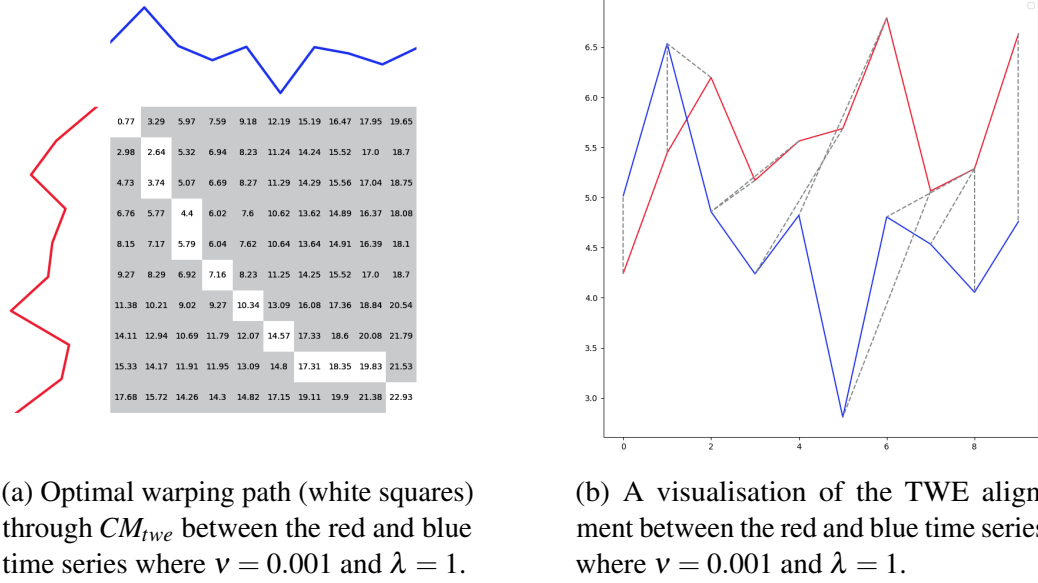 0.77 3.29 5.97 7.59 9.18 12.19 15.19 16.47 17.95 19.65
2.98 2.64 5.32 6.94 8.23 11.24 14.24 15.52 17.0 18.7
4.73 3.74 5.07 6.69 8.27 11.29 14.29 15.56 17.04 18.75
6.76 5.77 4.4 6.02 7.6 10.62 13.62 14.89 16.37 18.08
8.15 7.17 5.79 6.04 7.62 10.64 13.64 14.91 16.39 18.1
9.27 8.29 6.92 7.16 8.23 11.25 14.25 15.52 17.0 18.7
11.38 10.21 9.02 9.27 10.34 13.09 16.08 17.36 18.84 20.54
14.11 12.94 10.69 11.79 12.07 14.57 17.33 18.6 20.08 21.79
15.33 14.17 11.91 11.95 13.09 14.8 17.31 18.35 19.83 21.53
17.68 15.72 14.26 14.3 14.82 17.15 19.11 19.9 21.38 22.93
(a) Optimal warping path (white squares)
through CM_twe between the red and blue
time series where ν = 0.001 and λ = 1.
6.5
6.0
5.5
5.0
4.5
4.0
3.5
3.0
0 2 4 6 8
(b) A visualisation of the TWE align-
ment between the red and blue time series
where ν = 0.001 and λ = 1.